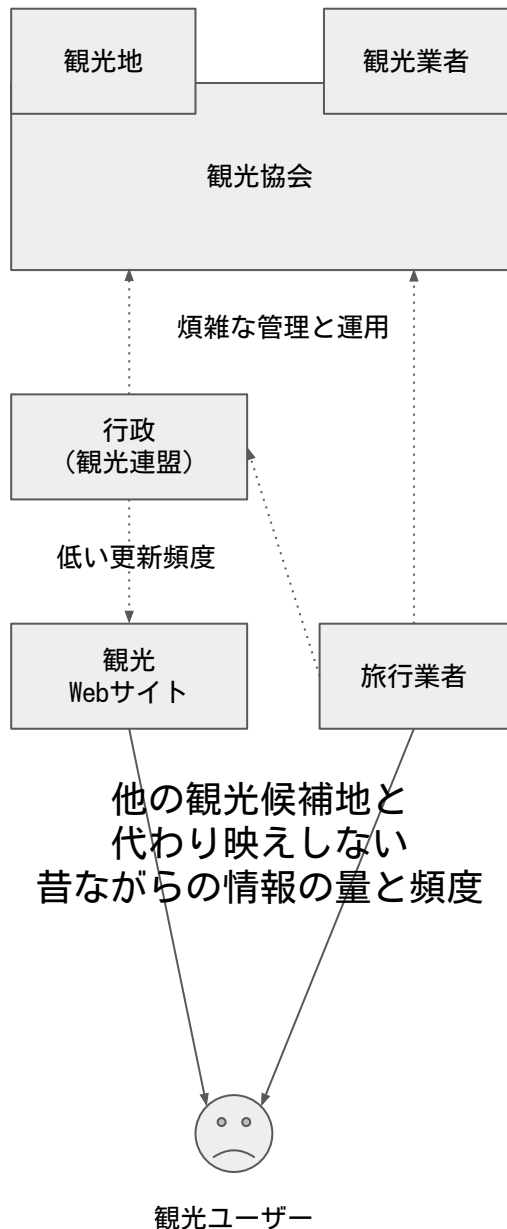 観光地
観光業者
観光協会
煩雑な管理と運用
行政
（観光連盟）
低い更新頻度
観光
Webサイト
旅行業者
他の観光候補地と
代わり映えしない
昔ながらの情報の量と頻度
観光ユーザー